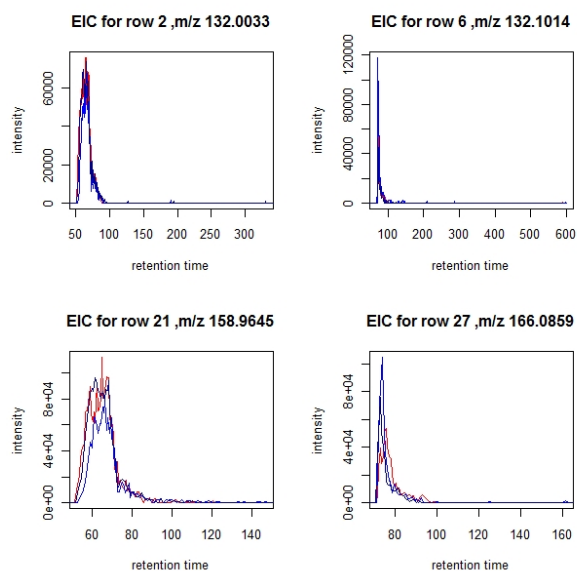 EIC for row 2 ,m/z 132.0033
intensity
0 20000 60000
50 100 150 200 250 300
retention time
EIC for row 6 ,m/z 132.1014
intensity
0 40000 80000 120000
100 200 300 400 500 600
retention time
EIC for row 21 ,m/z 158.9645
intensity
0e+00 4e+04 8e+04
60 80 100 120 140
retention time
EIC for row 27 ,m/z 166.0859
intensity
0e+00 4e+04 8e+04
80 100 120 140 160
retention time